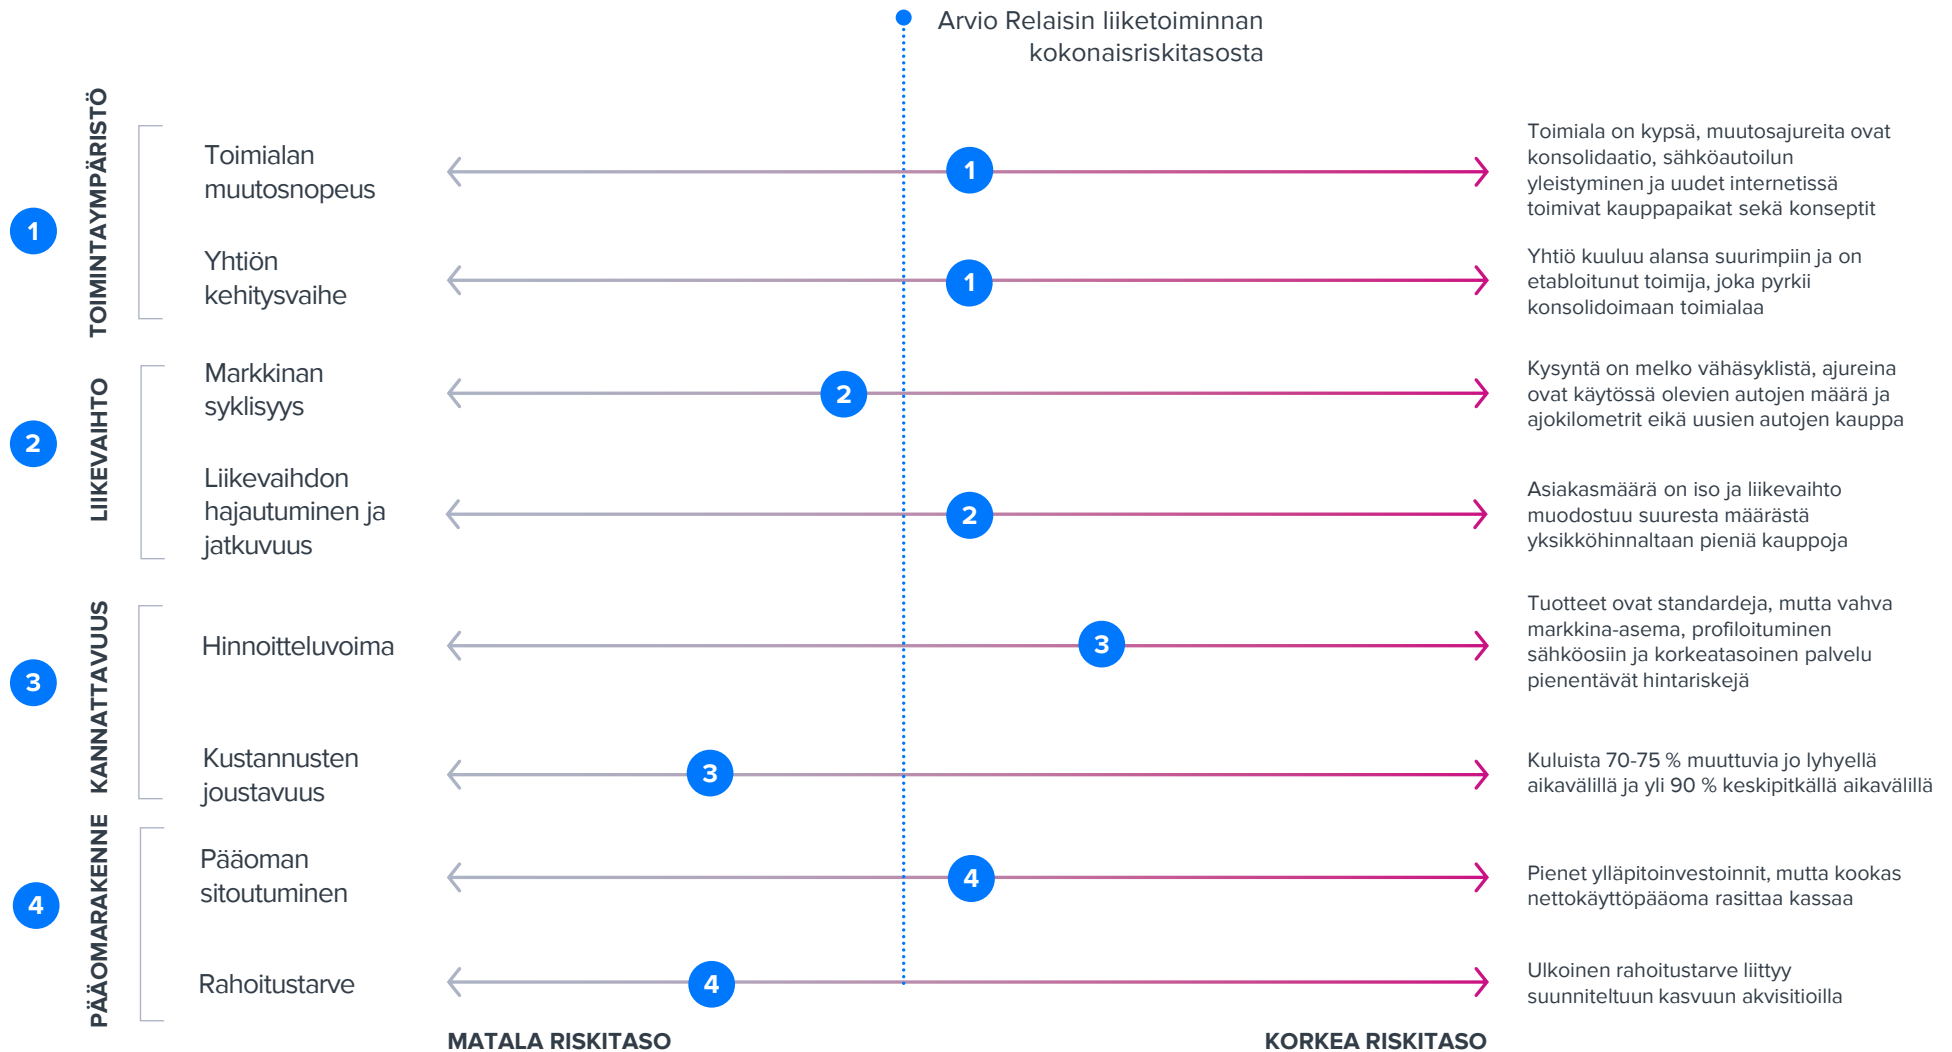 Arvio Relaisin liiketoiminnan
kokonaisriskitasosta
1
TOIMINTAYMPÄRISTÖ
Toimialan
muutosnopeus
1
Toimiala on kypsä, muutosajureita ovat
konsolidaatio, sähköautoilun
yleistyminen ja uudet internetissä
toimivat kauppapaikat sekä konseptit
Yhtiön
kehitysvaihe
1
Yhtiö kuuluu alansa suurimpiin ja on
etabloitunut toimija, joka pyrkii
konsolidoimaan toimialaa
2
LIIKEVAIHTO
Markkinan
syklisyys
2
Kysyntä on melko vähäsyklistä, ajureina
ovat käytössä olevien autojen määrä ja
ajokilometrit eikä uusien autojen kauppa
Liikevaihdon
hajautuminen ja
jatkuvuus
2
Asiakasmäärä on iso ja liikevaihto
muodostuu suuresta määrästä
yksikköhinnaltaan pieniä kauppoja
3
KANNATTAVUUS
Hinnoitteluvoima
3
Tuotteet ovat standardeja, mutta vahva
markkina-asema, profiloituminen
sähköosiin ja korkeatasoinen palvelu
pienentävät hintariskejä
Kustannusten
joustavuus
3
Kuluista 70-75 % muuttuvia jo lyhyellä
aikavälillä ja yli 90 % keskipitkällä aikavälillä
4
PÄÄOMARAKENNE
Pääoman
sitoutuminen
4
Pienet ylläpitoinvestoinnit, mutta kookas
nettokäyttöpääoma rasittaa kassaa
Rahoitustarve
4
Ulkoinen rahoitustarve liittyy
suunniteltuun kasvuun akvisitioilla
MATALA RISKITASO
KORKEA RISKITASO